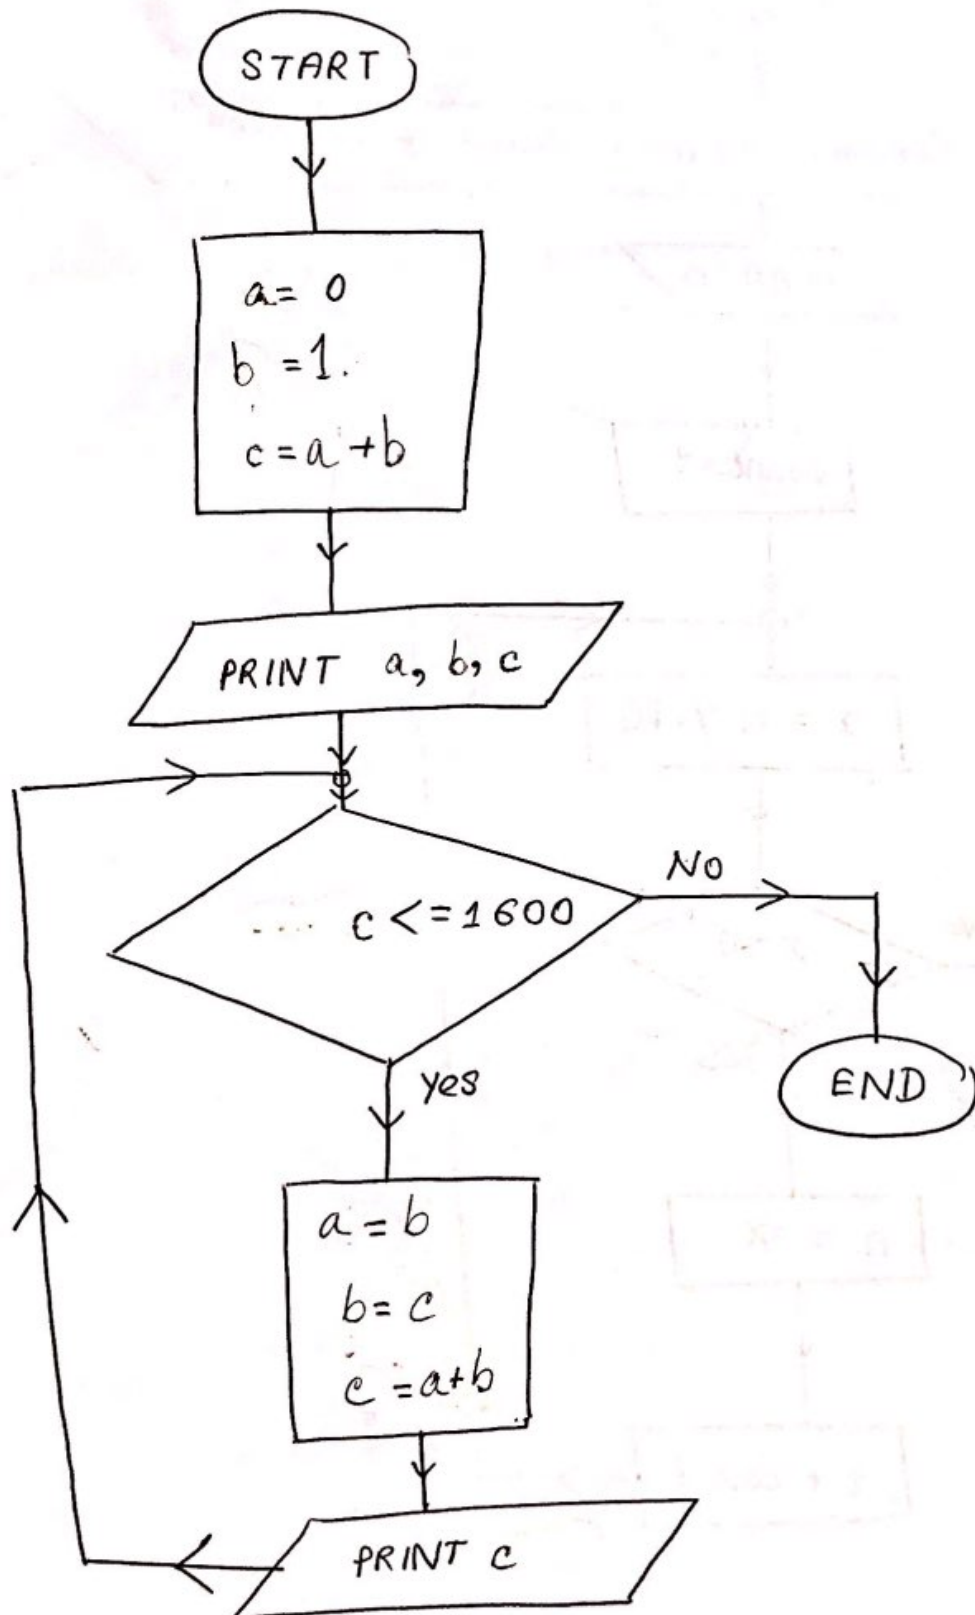 START
a= 0
b =1.
c = a + b
PRINT a, b, c
c <= 1600
No
END
yes
a = b
b= c
c = a+b
PRINT c